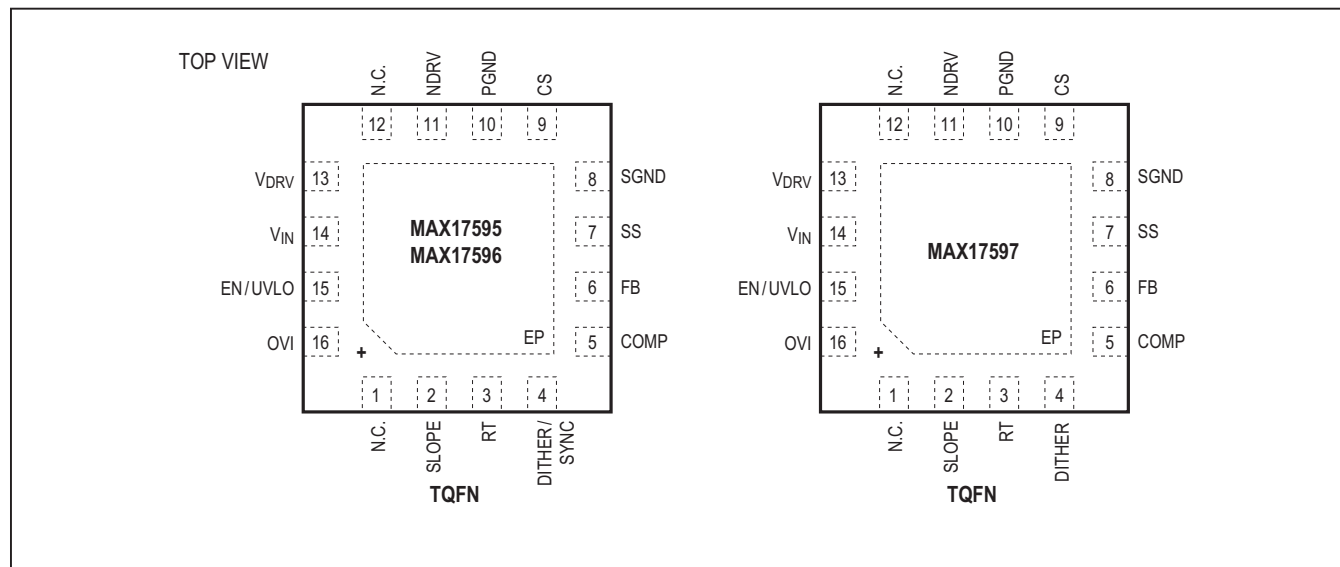 TOP VIEW
N.C.
NDRV
PGND
CS
12
11
10
9
VDRV
13
VIN
14
EN/UVLO
15
OVI
16
MAX17595
MAX17596
8
SGND
7
SS
6
FB
5
COMP
EP
+
1
2
3
4
N.C.
SLOPE
RT
DITHER/
SYNC
TQFN
N.C.
NDRV
PGND
CS
12
11
10
9
VDRV
13
VIN
14
EN/UVLO
15
OVI
16
MAX17597
8
SGND
7
SS
6
FB
5
COMP
EP
+
1
2
3
4
N.C.
SLOPE
RT
DITHER
TQFN